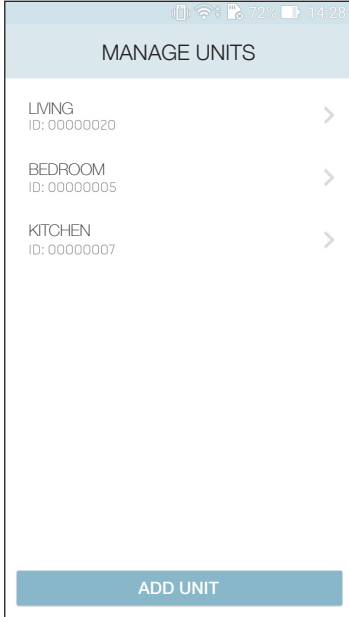 72% 14:28
MANAGE UNITS
LIVING
ID: 00000020
BEDROOM
ID: 00000005
KITCHEN
ID: 00000007
ADD UNIT